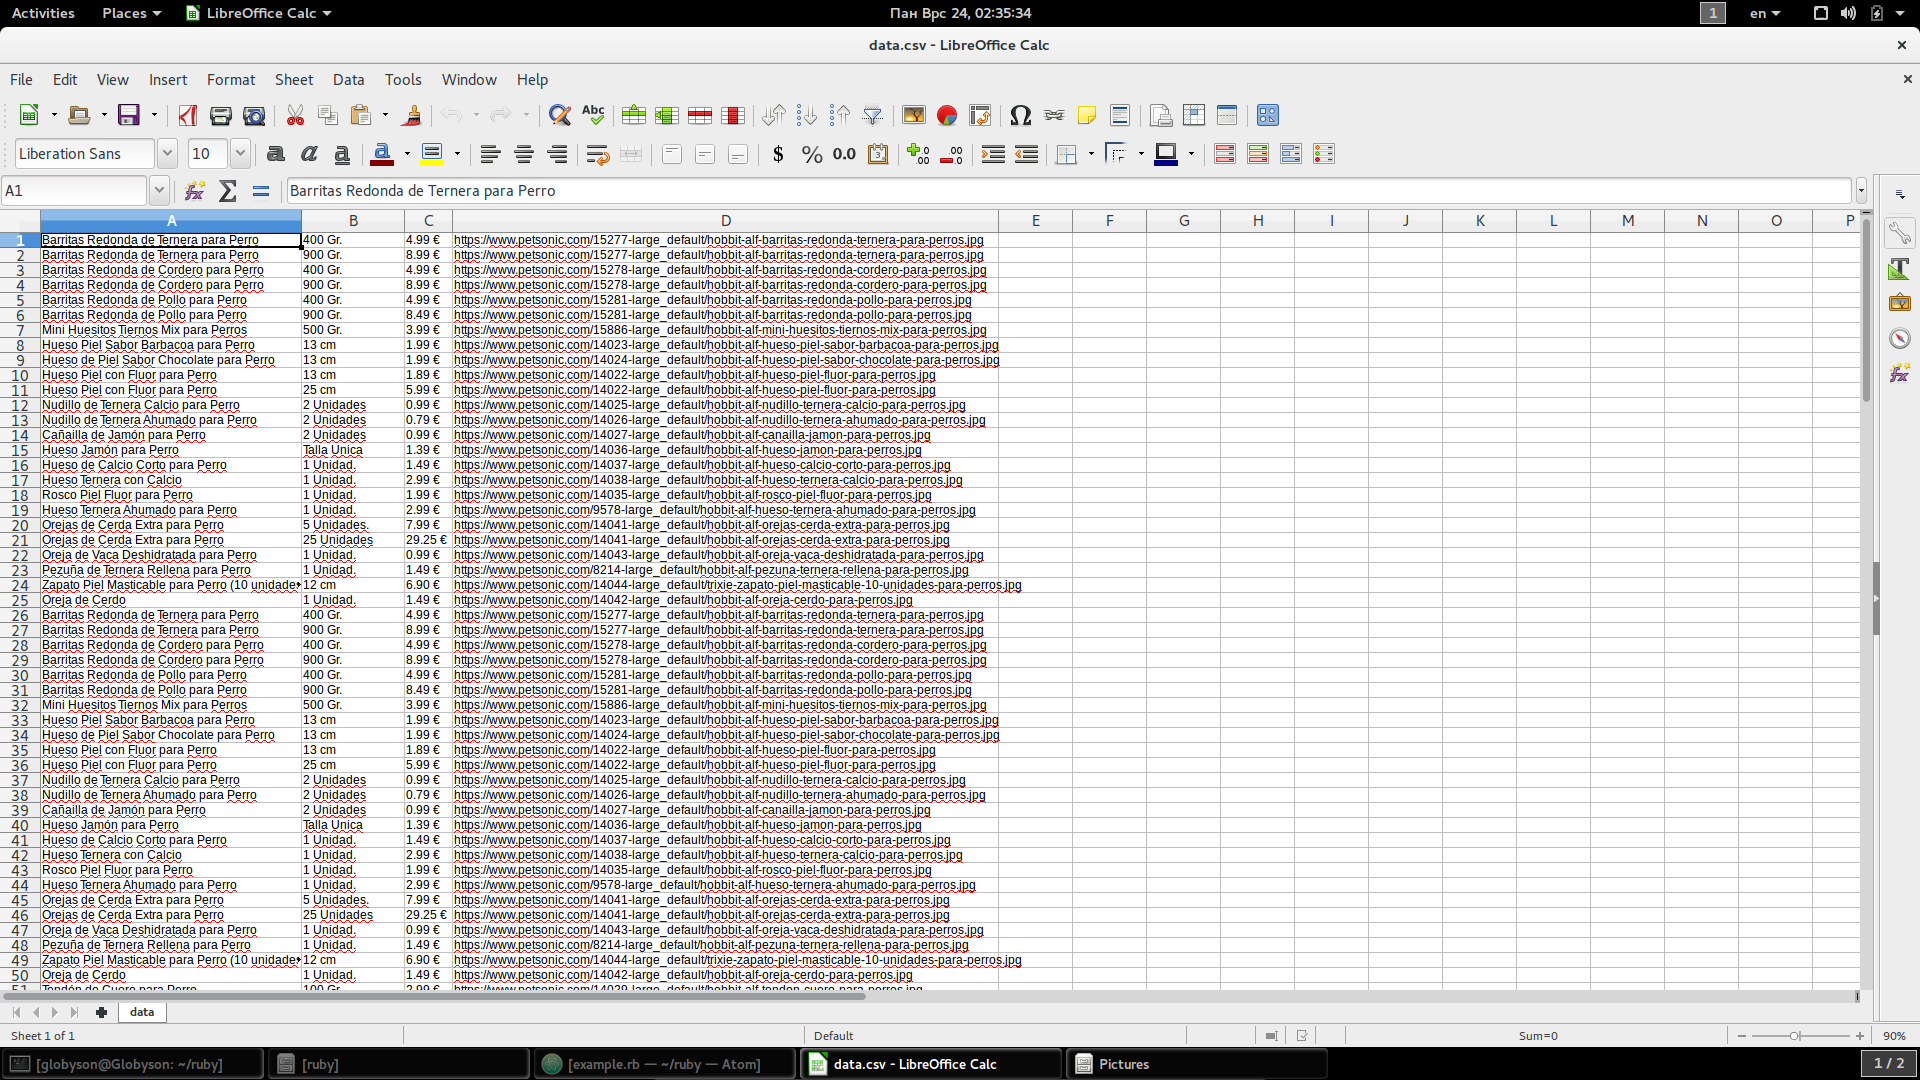 Activities Places LibreOffice Calc Пан Врс 24, 02:35:34 1 en
data.csv - LibreOffice Calc
File Edit View Insert Format Sheet Data Tools Window Help
Abc
Liberation Sans 10 a a a $ % 0.0
A1 Barritas Redonda de Ternera para Perro
A B C D E F G H I J K L M N O P
1 Barritas Redonda de Ternera para Perro 400 Gr. 4.99 € https://www.petsonic.com/15277-large_default/hobbit-alf-barritas-redonda-ternera-para-perros.jpg
2 Barritas Redonda de Ternera para Perro 900 Gr. 8.99 € https://www.petsonic.com/15277-large_default/hobbit-alf-barritas-redonda-ternera-para-perros.jpg
3 Barritas Redonda de Cordero para Perro 400 Gr. 4.99 € https://www.petsonic.com/15278-large_default/hobbit-alf-barritas-redonda-cordero-para-perros.jpg
4 Barritas Redonda de Cordero para Perro 900 Gr. 8.99 € https://www.petsonic.com/15278-large_default/hobbit-alf-barritas-redonda-cordero-para-perros.jpg
5 Barritas Redonda de Pollo para Perro 400 Gr. 4.99 € https://www.petsonic.com/15281-large_default/hobbit-alf-barritas-redonda-pollo-para-perros.jpg
6 Barritas Redonda de Pollo para Perro 900 Gr. 8.49 € https://www.petsonic.com/15281-large_default/hobbit-alf-barritas-redonda-pollo-para-perros.jpg
7 Mini Huesitos Tiernos Mix para Perros 500 Gr. 3.99 € https://www.petsonic.com/15886-large_default/hobbit-alf-mini-huesitos-tiernos-mix-para-perros.jpg
8 Hueso Piel Sabor Barbacoa para Perro 13 cm 1.99 € https://www.petsonic.com/14023-large_default/hobbit-alf-hueso-piel-sabor-barbacoa-para-perros.jpg
9 Hueso de Piel Sabor Chocolate para Perro 13 cm 1.99 € https://www.petsonic.com/14024-large_default/hobbit-alf-hueso-piel-sabor-chocolate-para-perros.jpg
10 Hueso Piel con Fluor para Perro 13 cm 1.89 € https://www.petsonic.com/14022-large_default/hobbit-alf-hueso-piel-fluor-para-perros.jpg
11 Hueso Piel con Fluor para Perro 25 cm 5.99 € https://www.petsonic.com/14022-large_default/hobbit-alf-hueso-piel-fluor-para-perros.jpg
12 Nudillo de Ternera Calcio para Perro 2 Unidades 0.99 € https://www.petsonic.com/14025-large_default/hobbit-alf-nudillo-ternera-calcio-para-perros.jpg
13 Nudillo de Ternera Ahumado para Perro 2 Unidades 0.79 € https://www.petsonic.com/14026-large_default/hobbit-alf-nudillo-ternera-ahumado-para-perros.jpg
14 Cañailla de Jamón para Perro 2 Unidades 0.99 € https://www.petsonic.com/14027-large_default/hobbit-alf-canailla-jamon-para-perros.jpg
15 Hueso Jamón para Perro Talla Unica 1.39 € https://www.petsonic.com/14036-large_default/hobbit-alf-hueso-jamon-para-perros.jpg
16 Hueso de Calcio Corto para Perro 1 Unidad. 1.49 € https://www.petsonic.com/14037-large_default/hobbit-alf-hueso-calcio-corto-para-perros.jpg
17 Hueso Ternera con Calcio 1 Unidad. 2.99 € https://www.petsonic.com/14038-large_default/hobbit-alf-hueso-ternera-calcio-para-perros.jpg
18 Rosco Piel Fluor para Perro 1 Unidad. 1.99 € https://www.petsonic.com/14035-large_default/hobbit-alf-rosco-piel-fluor-para-perros.jpg
19 Hueso Ternera Ahumado para Perro 1 Unidad. 2.99 € https://www.petsonic.com/9578-large_default/hobbit-alf-hueso-ternera-ahumado-para-perros.jpg
20 Orejas de Cerda Extra para Perro 5 Unidades. 7.99 € https://www.petsonic.com/14041-large_default/hobbit-alf-orejas-cerda-extra-para-perros.jpg
21 Orejas de Cerda Extra para Perro 25 Unidades 29.25 € https://www.petsonic.com/14041-large_default/hobbit-alf-orejas-cerda-extra-para-perros.jpg
22 Oreja de Vaca Deshidratada para Perro 1 Unidad. 0.99 € https://www.petsonic.com/14043-large_default/hobbit-alf-oreja-vaca-deshidratada-para-perros.jpg
23 Pezuña de Ternera Rellena para Perro 1 Unidad. 1.49 € https://www.petsonic.com/8214-large_default/hobbit-alf-pezuna-ternera-rellena-para-perros.jpg
24 Zapato Piel Masticable para Perro (10 unidades 12 cm 6.90 € https://www.petsonic.com/14044-large_default/trixie-zapato-piel-masticable-10-unidades-para-perros.jpg
25 Oreja de Cerdo 1 Unidad. 1.49 € https://www.petsonic.com/14042-large_default/hobbit-alf-oreja-cerdo-para-perros.jpg
26 Barritas Redonda de Ternera para Perro 400 Gr. 4.99 € https://www.petsonic.com/15277-large_default/hobbit-alf-barritas-redonda-ternera-para-perros.jpg
27 Barritas Redonda de Ternera para Perro 900 Gr. 8.99 € https://www.petsonic.com/15277-large_default/hobbit-alf-barritas-redonda-ternera-para-perros.jpg
28 Barritas Redonda de Cordero para Perro 400 Gr. 4.99 € https://www.petsonic.com/15278-large_default/hobbit-alf-barritas-redonda-cordero-para-perros.jpg
29 Barritas Redonda de Cordero para Perro 900 Gr. 8.99 € https://www.petsonic.com/15278-large_default/hobbit-alf-barritas-redonda-cordero-para-perros.jpg
30 Barritas Redonda de Pollo para Perro 400 Gr. 4.99 € https://www.petsonic.com/15281-large_default/hobbit-alf-barritas-redonda-pollo-para-perros.jpg
31 Barritas Redonda de Pollo para Perro 900 Gr. 8.49 € https://www.petsonic.com/15281-large_default/hobbit-alf-barritas-redonda-pollo-para-perros.jpg
32 Mini Huesitos Tiernos Mix para Perros 500 Gr. 3.99 € https://www.petsonic.com/15886-large_default/hobbit-alf-mini-huesitos-tiernos-mix-para-perros.jpg
33 Hueso Piel Sabor Barbacoa para Perro 13 cm 1.99 € https://www.petsonic.com/14023-large_default/hobbit-alf-hueso-piel-sabor-barbacoa-para-perros.jpg
34 Hueso de Piel Sabor Chocolate para Perro 13 cm 1.99 € https://www.petsonic.com/14024-large_default/hobbit-alf-hueso-piel-sabor-chocolate-para-perros.jpg
35 Hueso Piel con Fluor para Perro 13 cm 1.89 € https://www.petsonic.com/14022-large_default/hobbit-alf-hueso-piel-fluor-para-perros.jpg
36 Hueso Piel con Fluor para Perro 25 cm 5.99 € https://www.petsonic.com/14022-large_default/hobbit-alf-hueso-piel-fluor-para-perros.jpg
37 Nudillo de Ternera Calcio para Perro 2 Unidades 0.99 € https://www.petsonic.com/14025-large_default/hobbit-alf-nudillo-ternera-calcio-para-perros.jpg
38 Nudillo de Ternera Ahumado para Perro 2 Unidades 0.79 € https://www.petsonic.com/14026-large_default/hobbit-alf-nudillo-ternera-ahumado-para-perros.jpg
39 Cañailla de Jamón para Perro 2 Unidades 0.99 € https://www.petsonic.com/14027-large_default/hobbit-alf-canailla-jamon-para-perros.jpg
40 Hueso Jamón para Perro Talla Unica 1.39 € https://www.petsonic.com/14036-large_default/hobbit-alf-hueso-jamon-para-perros.jpg
41 Hueso de Calcio Corto para Perro 1 Unidad. 1.49 € https://www.petsonic.com/14037-large_default/hobbit-alf-hueso-calcio-corto-para-perros.jpg
42 Hueso Ternera con Calcio 1 Unidad. 2.99 € https://www.petsonic.com/14038-large_default/hobbit-alf-hueso-ternera-calcio-para-perros.jpg
43 Rosco Piel Fluor para Perro 1 Unidad. 1.99 € https://www.petsonic.com/14035-large_default/hobbit-alf-rosco-piel-fluor-para-perros.jpg
44 Hueso Ternera Ahumado para Perro 1 Unidad. 2.99 € https://www.petsonic.com/9578-large_default/hobbit-alf-hueso-ternera-ahumado-para-perros.jpg
45 Orejas de Cerda Extra para Perro 5 Unidades. 7.99 € https://www.petsonic.com/14041-large_default/hobbit-alf-orejas-cerda-extra-para-perros.jpg
46 Orejas de Cerda Extra para Perro 25 Unidades 29.25 € https://www.petsonic.com/14041-large_default/hobbit-alf-orejas-cerda-extra-para-perros.jpg
47 Oreja de Vaca Deshidratada para Perro 1 Unidad. 0.99 € https://www.petsonic.com/14043-large_default/hobbit-alf-oreja-vaca-deshidratada-para-perros.jpg
48 Pezuña de Ternera Rellena para Perro 1 Unidad. 1.49 € https://www.petsonic.com/8214-large_default/hobbit-alf-pezuna-ternera-rellena-para-perros.jpg
49 Zapato Piel Masticable para Perro (10 unidades 12 cm 6.90 € https://www.petsonic.com/14044-large_default/trixie-zapato-piel-masticable-10-unidades-para-perros.jpg
50 Oreja de Cerdo 1 Unidad. 1.49 € https://www.petsonic.com/14042-large_default/hobbit-alf-oreja-cerdo-para-perros.jpg
51 Tendón de Cuero para Perro 100 Gr. 2.99 € https://www.petsonic.com/14029-large_default/hobbit-alf-tendon-cuero-para-perros.jpg
data
Sheet 1 of 1 Default Sum=0 90%
[globyson@Globyson: ~/ruby] [ruby] [example.rb — ~/ruby — Atom] data.csv - LibreOffice Calc Pictures 1 / 2